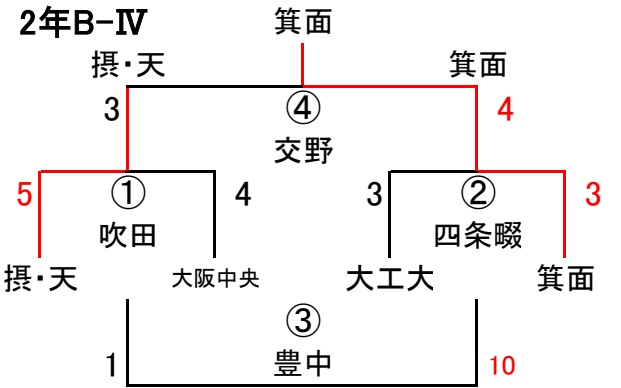 2年B-Ⅳ
箕面
摂・天
箕面
3
④
4
交野
5
①
4
3
②
3
吹田
四条畷
摂・天
大阪中央
大工大
箕面
③
1
豊中
10